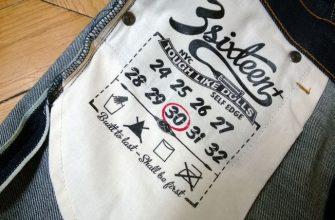 3sixteen+
NYC
TOUGH LIKE DULLS
SELF EDGE
24 25 26 27
28 29 30 31 32
Built to last - Shall be first